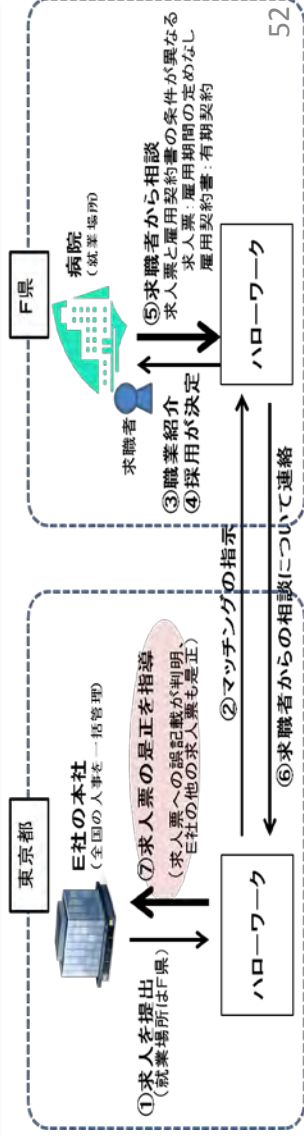 東京都
E社の本社
(全国の人事を一括管理)
①求人を提出
(就業場所はF県)
⑦求人票の是正を指導
(求人票への誤記載が判明、
E社の他の求人票も是正)
ハローワーク
②マッチングの指示
⑥求職者からの相談について連絡
F県
病院
(就業場所)
求職者
③職業紹介
④採用が決定
⑤求職者から相談
求人票と雇用契約書の条件が異なる
求人票:雇用期間の定めなし
雇用契約書:有期契約
ハローワーク
52